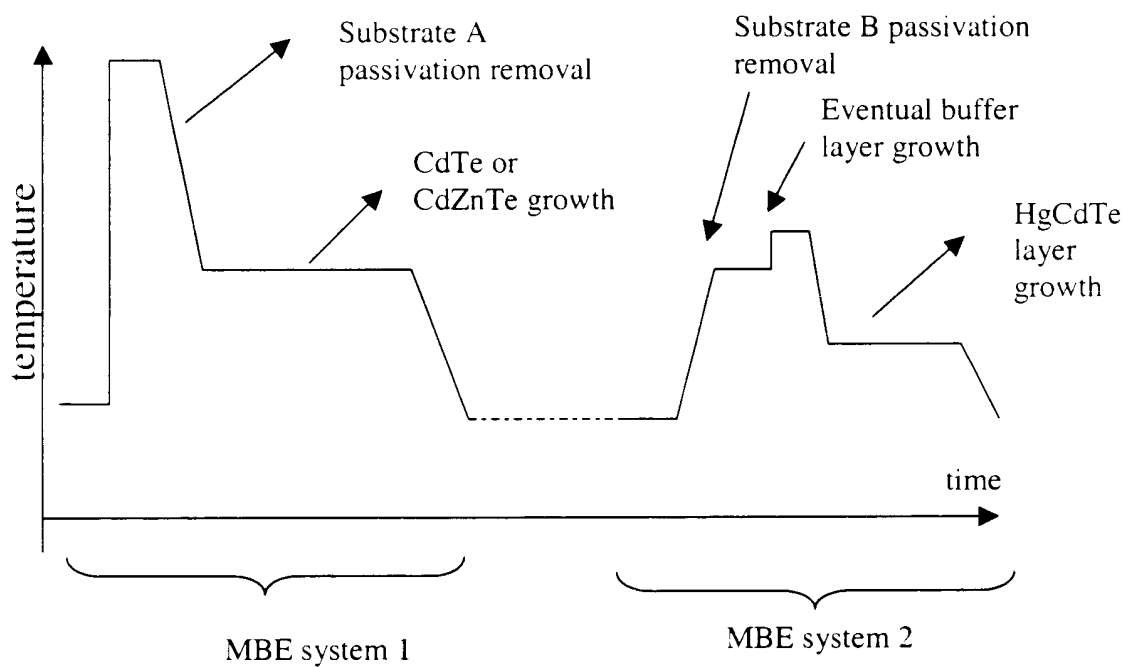 Substrate A
passivation removal
CdTe or
CdZnTe growth
Substrate B passivation
removal
Eventual buffer
layer growth
HgCdTe
layer
growth
temperature
time
MBE system 1
MBE system 2